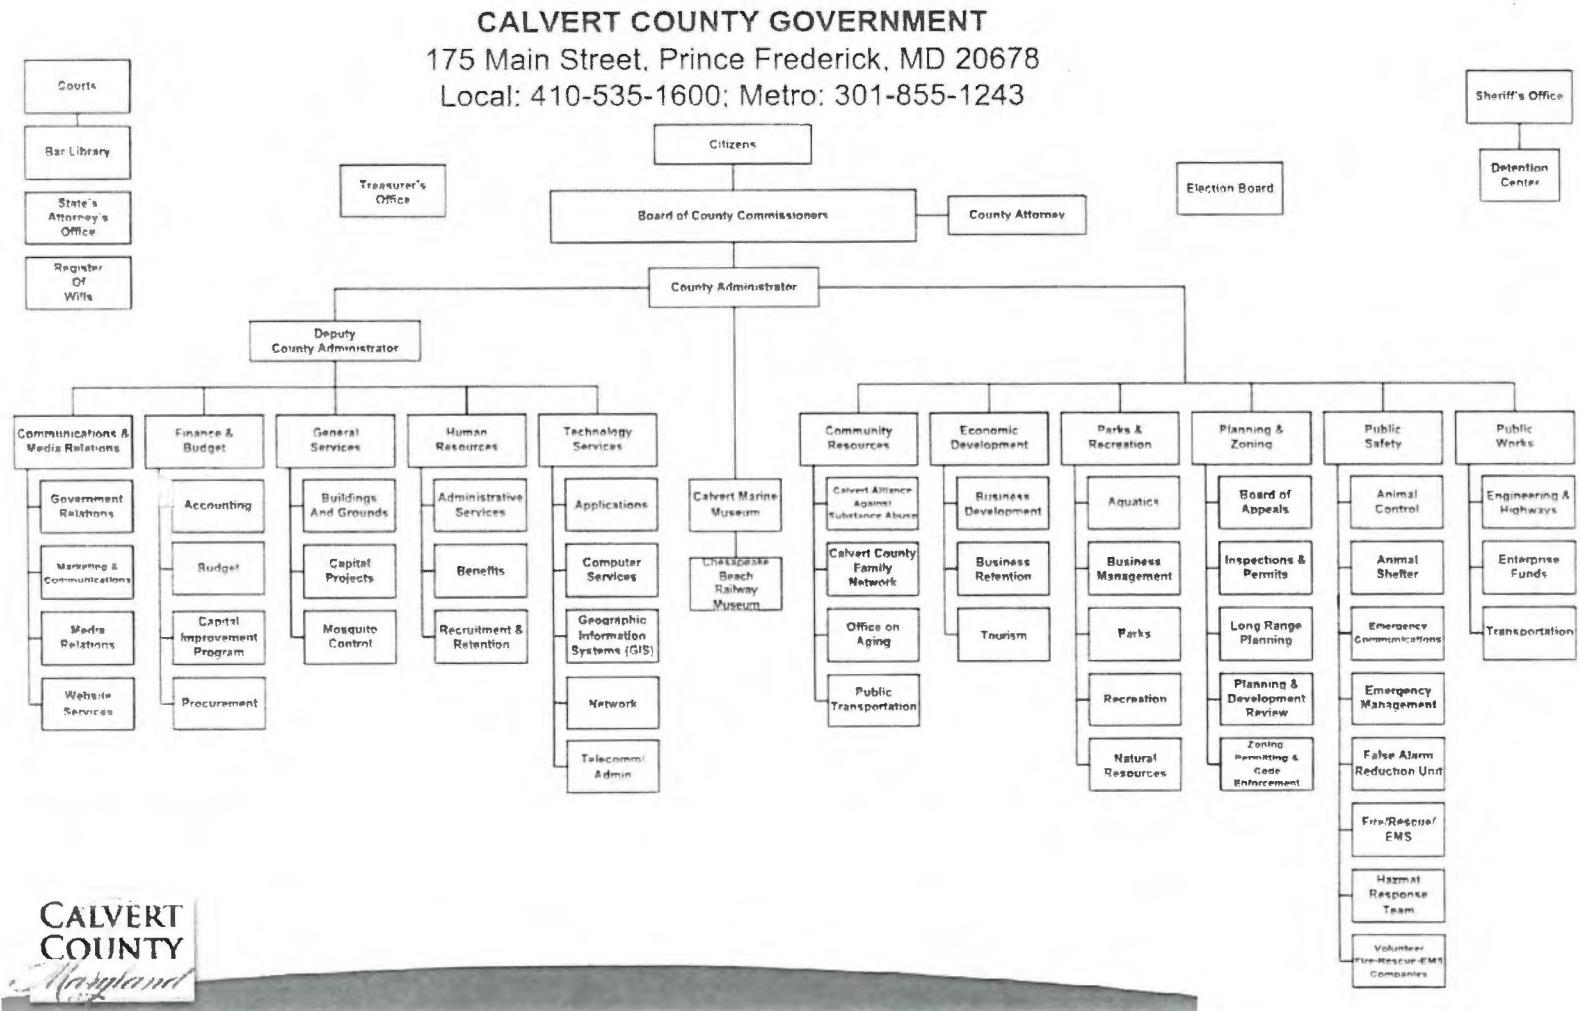 CALVERT COUNTY GOVERNMENT
175 Main Street, Prince Frederick, MD 20678
Local: 410-535-1600; Metro: 301-855-1243
Courts
Bar Library
State's
Attorney's
Office
Register
Of
Wills
Treasurer's
Office
Citizens
Board of County Commissioners
County Attorney
Election Board
Sheriff's Office
Detention
Center
County Administrator
Deputy
County Administrator
Communications &
Media Relations
Government
Relations
Marketing &
Communications
Media
Relations
Website
Services
Finance &
Budget
Accounting
Budget
Capital
Improvement
Program
Procurement
General
Services
Buildings
And Grounds
Capital
Projects
Mosquito
Control
Human
Resources
Administrative
Services
Benefits
Recruitment &
Retention
Technology
Services
Applications
Computer
Services
Geographic
Information
Systems (GIS)
Network
Telecomm/
Admin
Calvert Marine
Museum
Chesapeake
Beach
Railway
Museum
Community
Resources
Calvert Alliance
Against
Substance Abuse
Calvert County
Family
Network
Office on
Aging
Public
Transportation
Economic
Development
Business
Development
Business
Retention
Tourism
Parks &
Recreation
Aquatics
Business
Management
Parks
Recreation
Natural
Resources
Planning &
Zoning
Board of
Appeals
Inspections &
Permits
Long Range
Planning
Planning &
Development
Review
Zoning
Permitting &
Code
Enforcement
Public
Safety
Animal
Control
Animal
Shelter
Emergency
Communications
Emergency
Management
False Alarm
Reduction Unit
Fire/Rescue/
EMS
Hazmat
Response
Team
Volunteer
Fire-Rescue-EMS
Companies
Public
Works
Engineering &
Highways
Enterprise
Funds
Transportation
CALVERT
COUNTY
Maryland